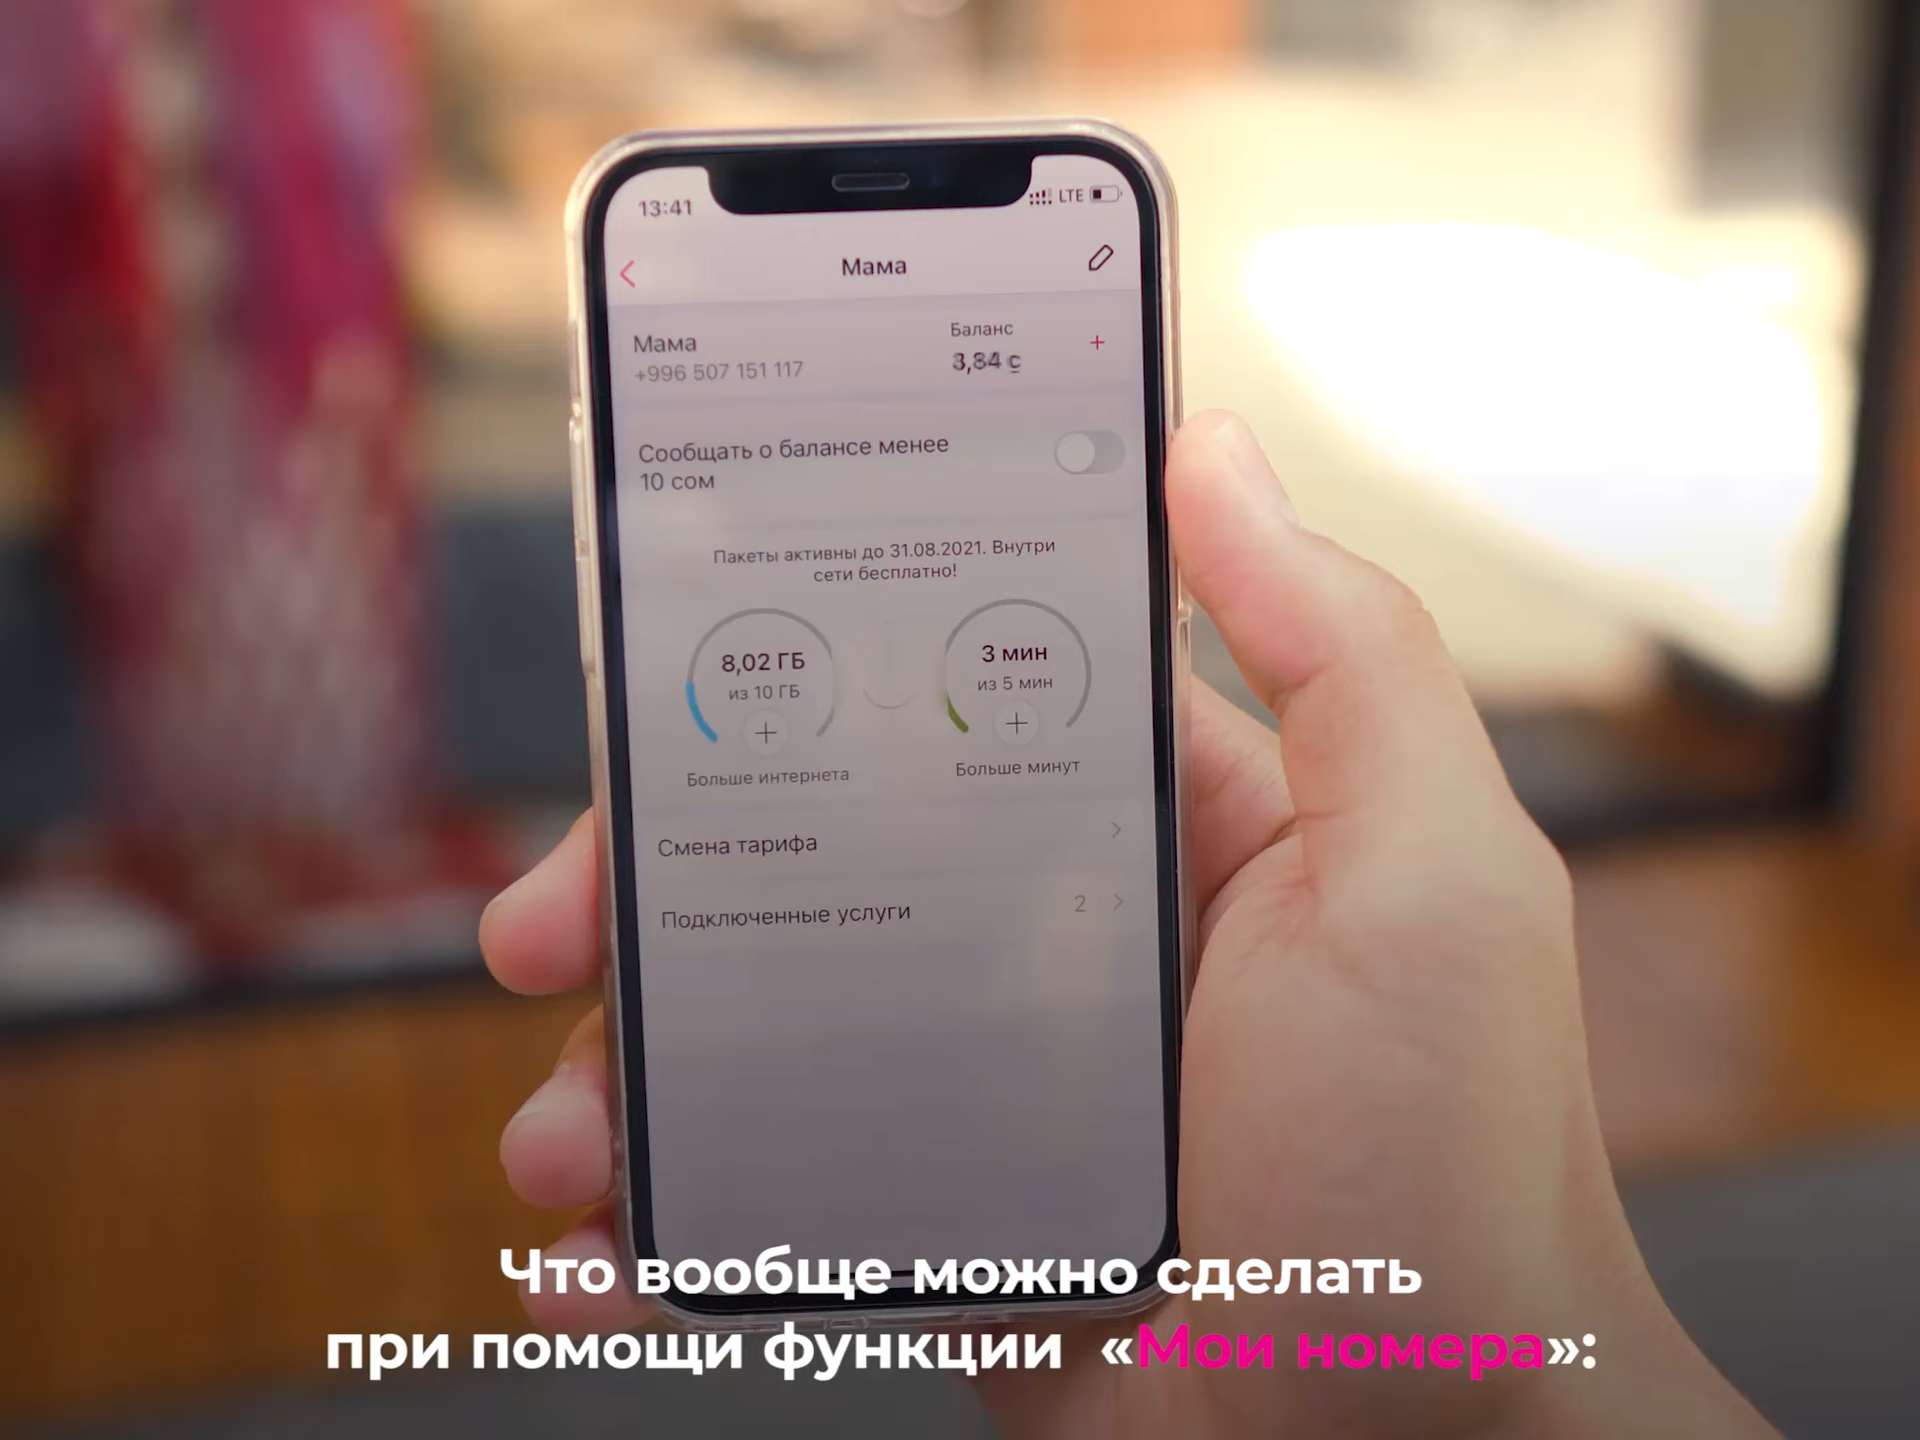 13:41
LTE
Мама
Мама
+996 507 151 117
Баланс
3,84 с
Сообщать о балансе менее
10 сом
Пакеты активны до 31.08.2021. Внутри
сети бесплатно!
8,02 ГБ
из 10 ГБ
Больше интернета
3 мин
из 5 мин
Больше минут
Смена тарифа
Подключенные услуги 2
Что вообще можно сделать
при помощи функции «Мои номера»: